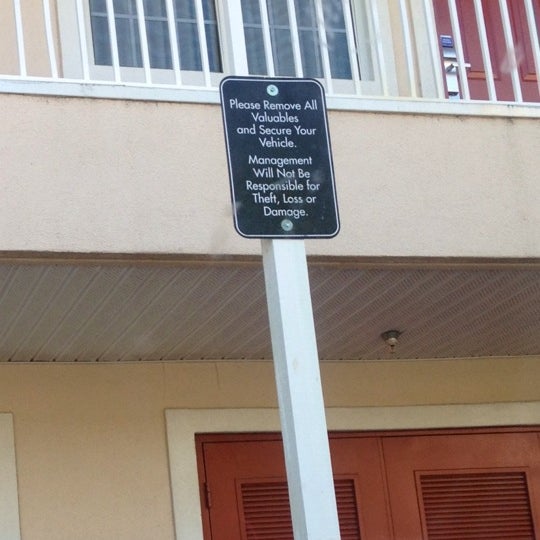 Please Remove All
Valuables
and Secure Your
Vehicle.
Management
Will Not Be
Responsible for
Theft, Loss or
Damage.